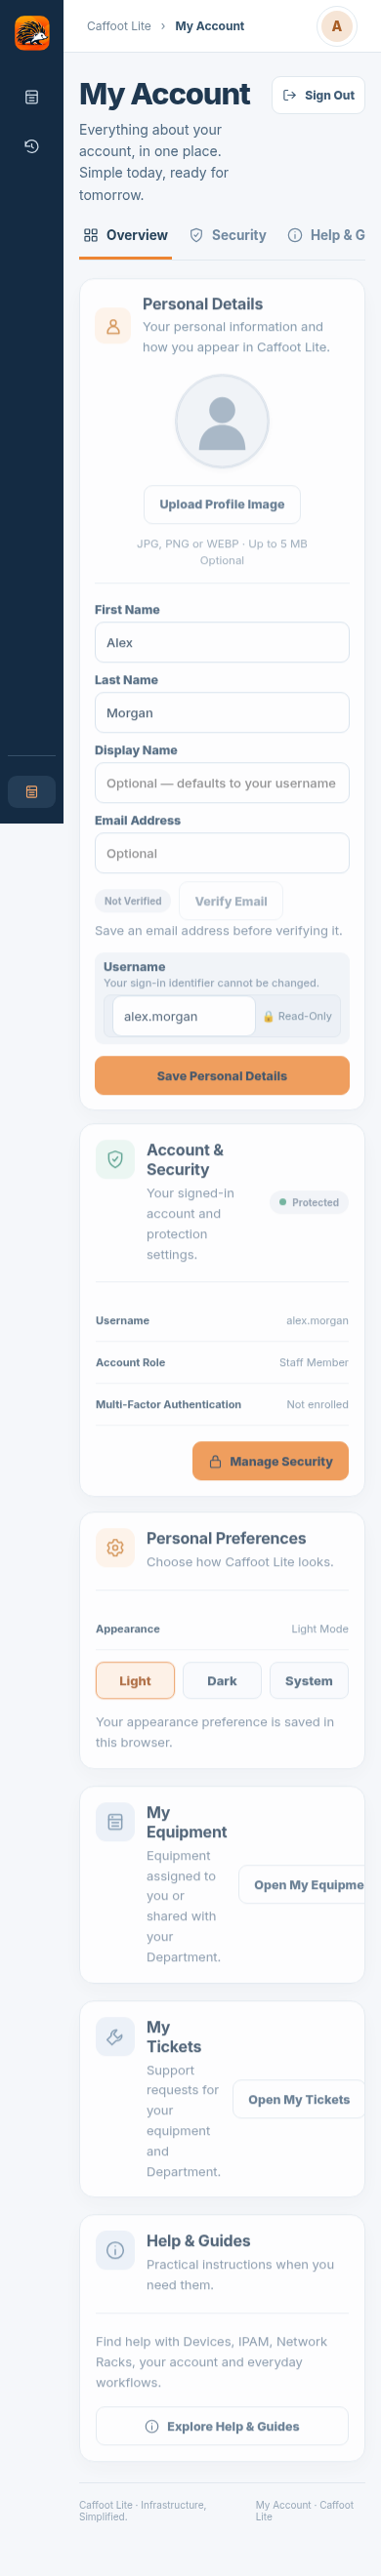 Caffoot Lite › My Account
A
My Account
Sign Out
Everything about your
account, in one place.
Simple today, ready for
tomorrow.
Overview
Security
Help & G
Personal Details
Your personal information and
how you appear in Caffoot Lite.
Upload Profile Image
JPG, PNG or WEBP · Up to 5 MB
Optional
First Name
Alex
Last Name
Morgan
Display Name
Optional — defaults to your username
Email Address
Optional
Not Verified
Verify Email
Save an email address before verifying it.
Username
Your sign-in identifier cannot be changed.
alex.morgan
🔒 Read-Only
Save Personal Details
Account &
Security
Your signed-in
account and
protection
settings.
Protected
Username
alex.morgan
Account Role
Staff Member
Multi-Factor Authentication
Not enrolled
Manage Security
Personal Preferences
Choose how Caffoot Lite looks.
Appearance
Light Mode
Light
Dark
System
Your appearance preference is saved in
this browser.
My
Equipment
Equipment
assigned to
you or
shared with
your
Department.
Open My Equipme
My
Tickets
Support
requests for
your
equipment
and
Department.
Open My Tickets
Help & Guides
Practical instructions when you
need them.
Find help with Devices, IPAM, Network
Racks, your account and everyday
workflows.
Explore Help & Guides
Caffoot Lite · Infrastructure,
Simplified.
My Account · Caffoot
Lite